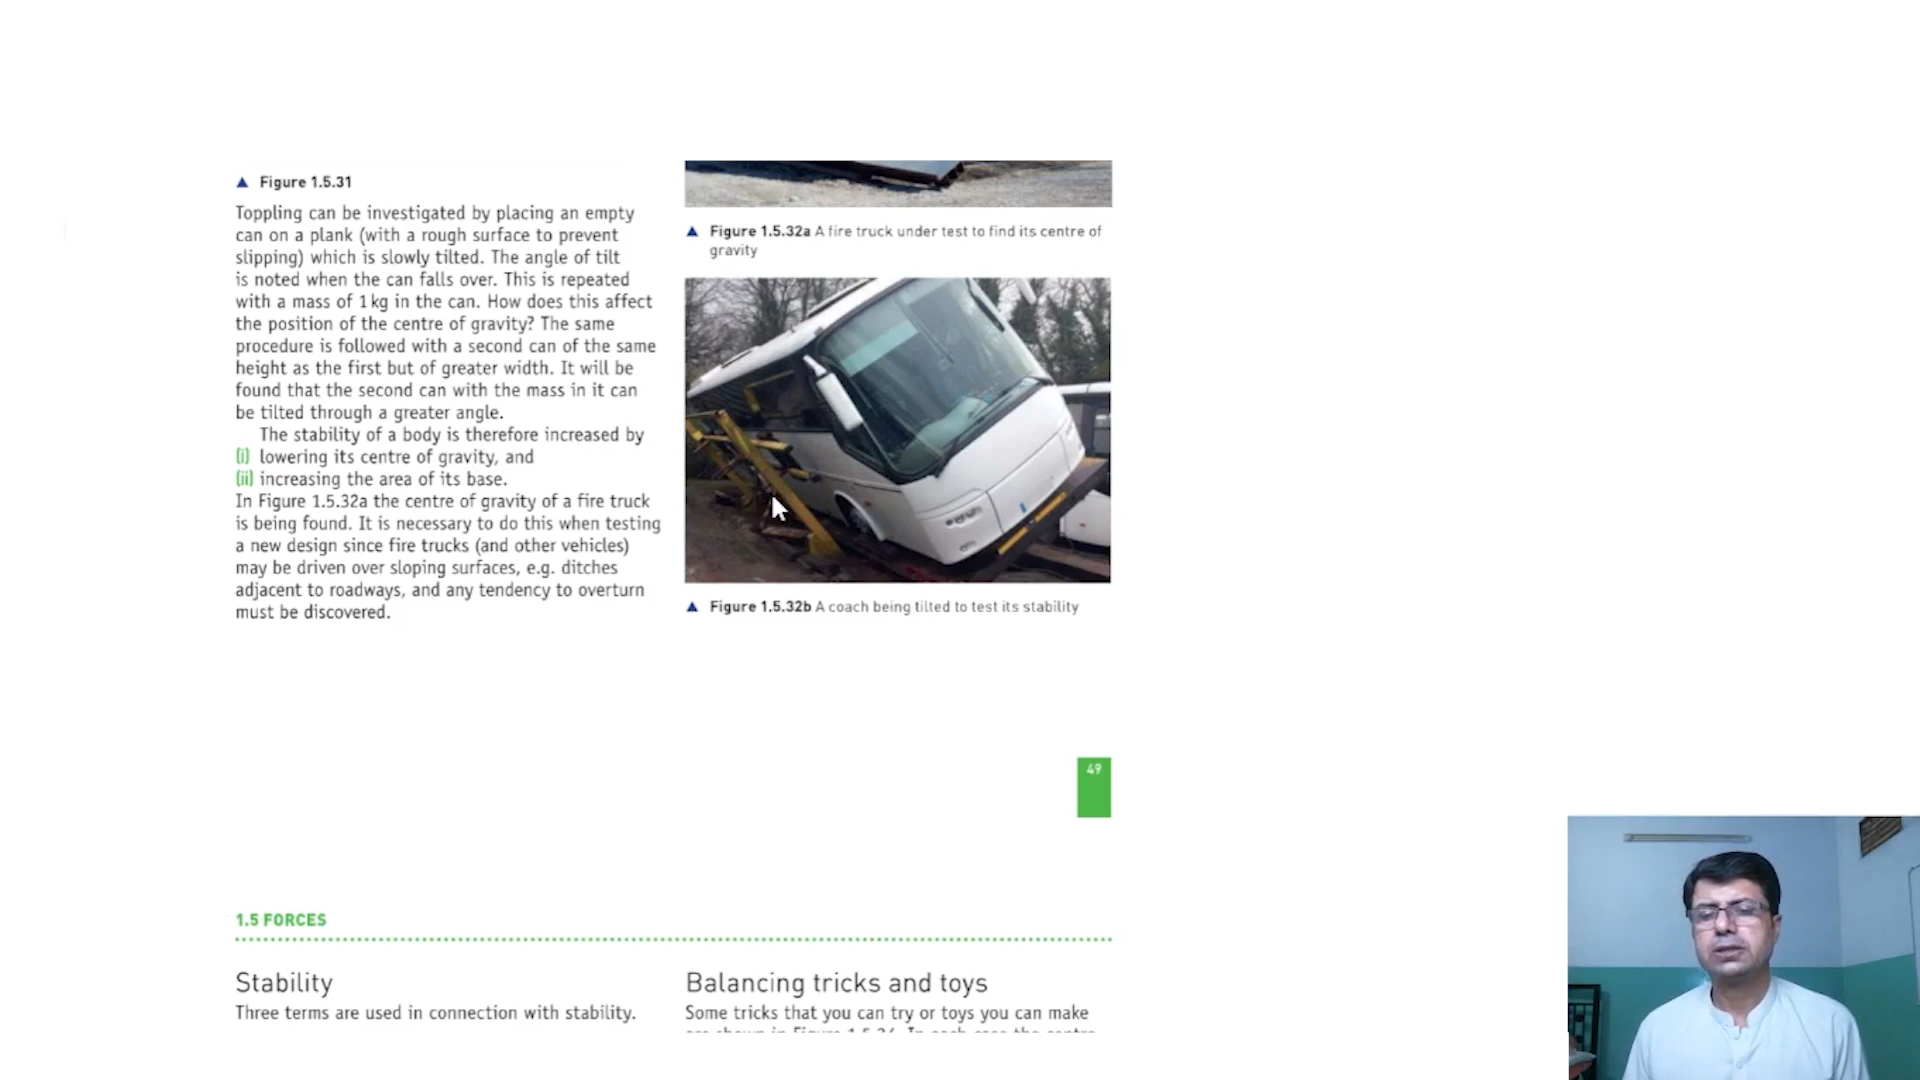 ▲ Figure 1.5.31
Toppling can be investigated by placing an empty
can on a plank (with a rough surface to prevent
slipping) which is slowly tilted. The angle of tilt
is noted when the can falls over. This is repeated
with a mass of 1 kg in the can. How does this affect
the position of the centre of gravity? The same
procedure is followed with a second can of the same
height as the first but of greater width. It will be
found that the second can with the mass in it can
be tilted through a greater angle.
The stability of a body is therefore increased by
(i) lowering its centre of gravity, and
(ii) increasing the area of its base.
In Figure 1.5.32a the centre of gravity of a fire truck
is being found. It is necessary to do this when testing
a new design since fire trucks (and other vehicles)
may be driven over sloping surfaces, e.g. ditches
adjacent to roadways, and any tendency to overturn
must be discovered.
▲ Figure 1.5.32a A fire truck under test to find its centre of
gravity
▲ Figure 1.5.32b A coach being tilted to test its stability
49
1.5 FORCES
Stability
Three terms are used in connection with stability.
Balancing tricks and toys
Some tricks that you can try or toys you can make